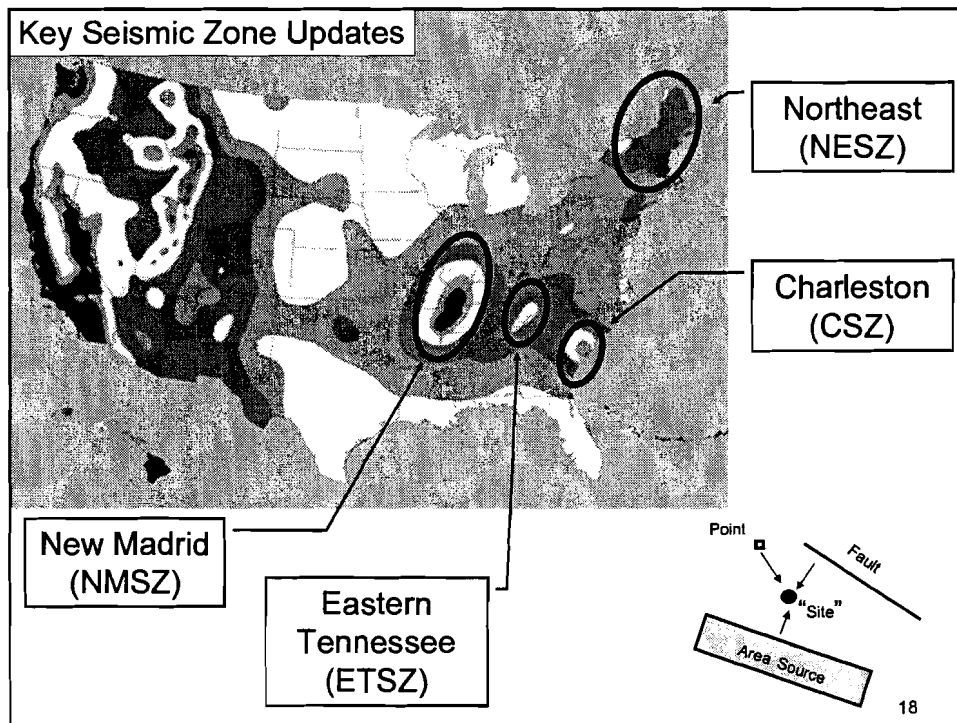 Key Seismic Zone Updates
Northeast
(NESZ)
Charleston
(CSZ)
New Madrid
(NMSZ)
Eastern
Tennessee
(ETSZ)
Point
Fault
"Site"
Area Source
18